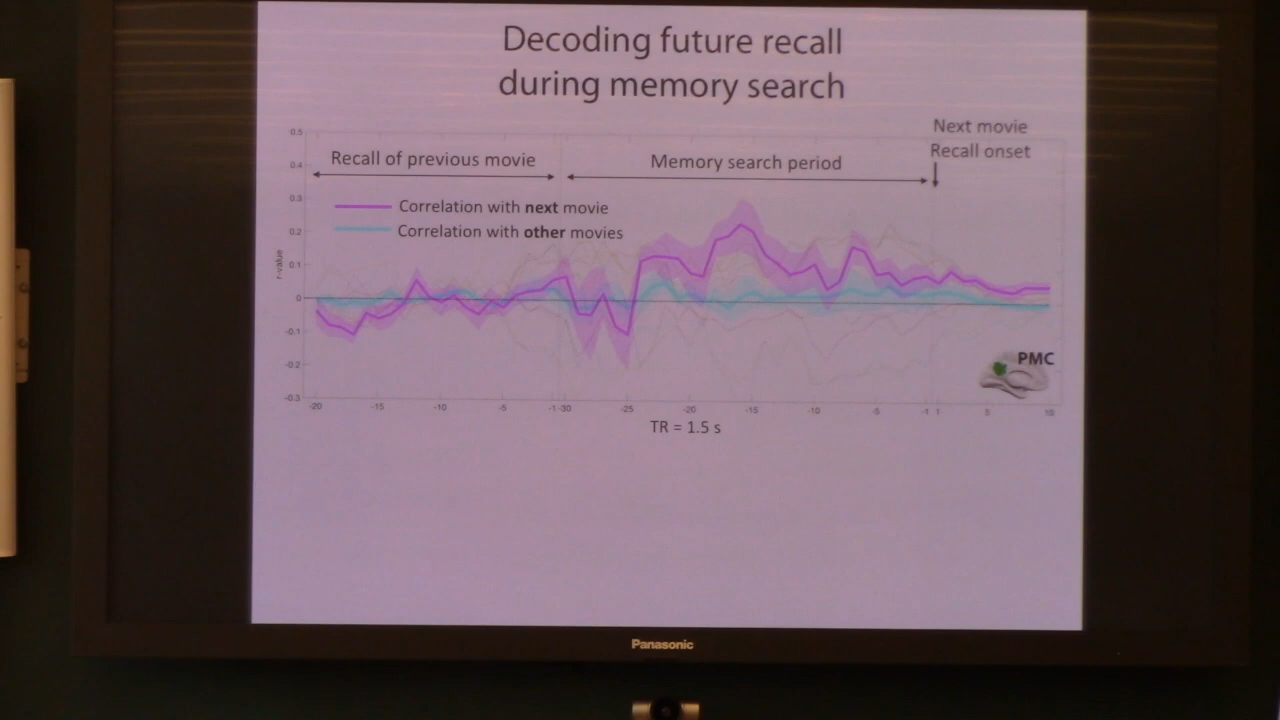 Decoding future recall
during memory search
Next movie
Recall onset
Recall of previous movie
Memory search period
Correlation with next movie
Correlation with other movies
r-value
0.5
0.4
0.3
0.2
0.1
0
-0.1
-0.2
-0.3
-20 -15 -10 -5 -1 -30 -25 -20 -15 -10 -5 -1 1 5 10
TR = 1.5 s
PMC
Panasonic